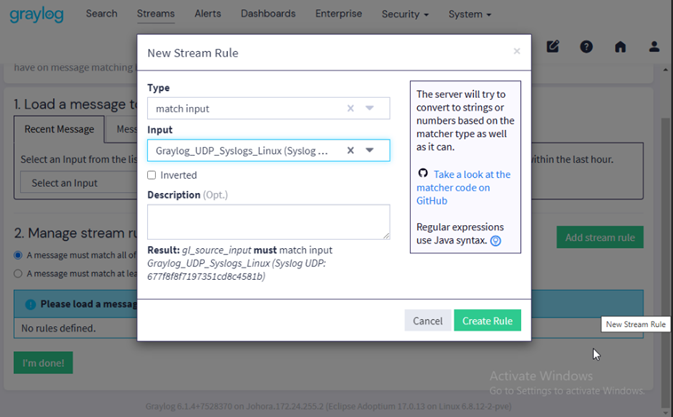 graylog Search Streams Alerts Dashboards Enterprise Security System
New Stream Rule ×
have on message matching
Type
match input
Input
Graylog_UDP_Syslogs_Linux (Syslog ...
Inverted
Description (Opt.)
Result: gl_source_input must match input
Graylog_UDP_Syslogs_Linux (Syslog UDP:
677f8f8f7197351cd8c4581b)
The server will try to
convert to strings or
numbers based on the
matcher type as well
as it can.
Take a look at the
matcher code on
GitHub
Regular expressions
use Java syntax.
Cancel Create Rule
1. Load a message
Recent Message
Select an Input from the
within the last hour.
Select an Input
2. Manage stream
Add stream rule
A message must match all of
A message must match at
Please load a
No rules defined.
New Stream Rule
I'm done!
Activate Windows
Go to Settings to activate Windows.
Graylog 6.1.4+7528370 on Johora.172.24.255.2 (Eclipse Adoptium 17.0.13 on Linux 6.8.12-2-pve)